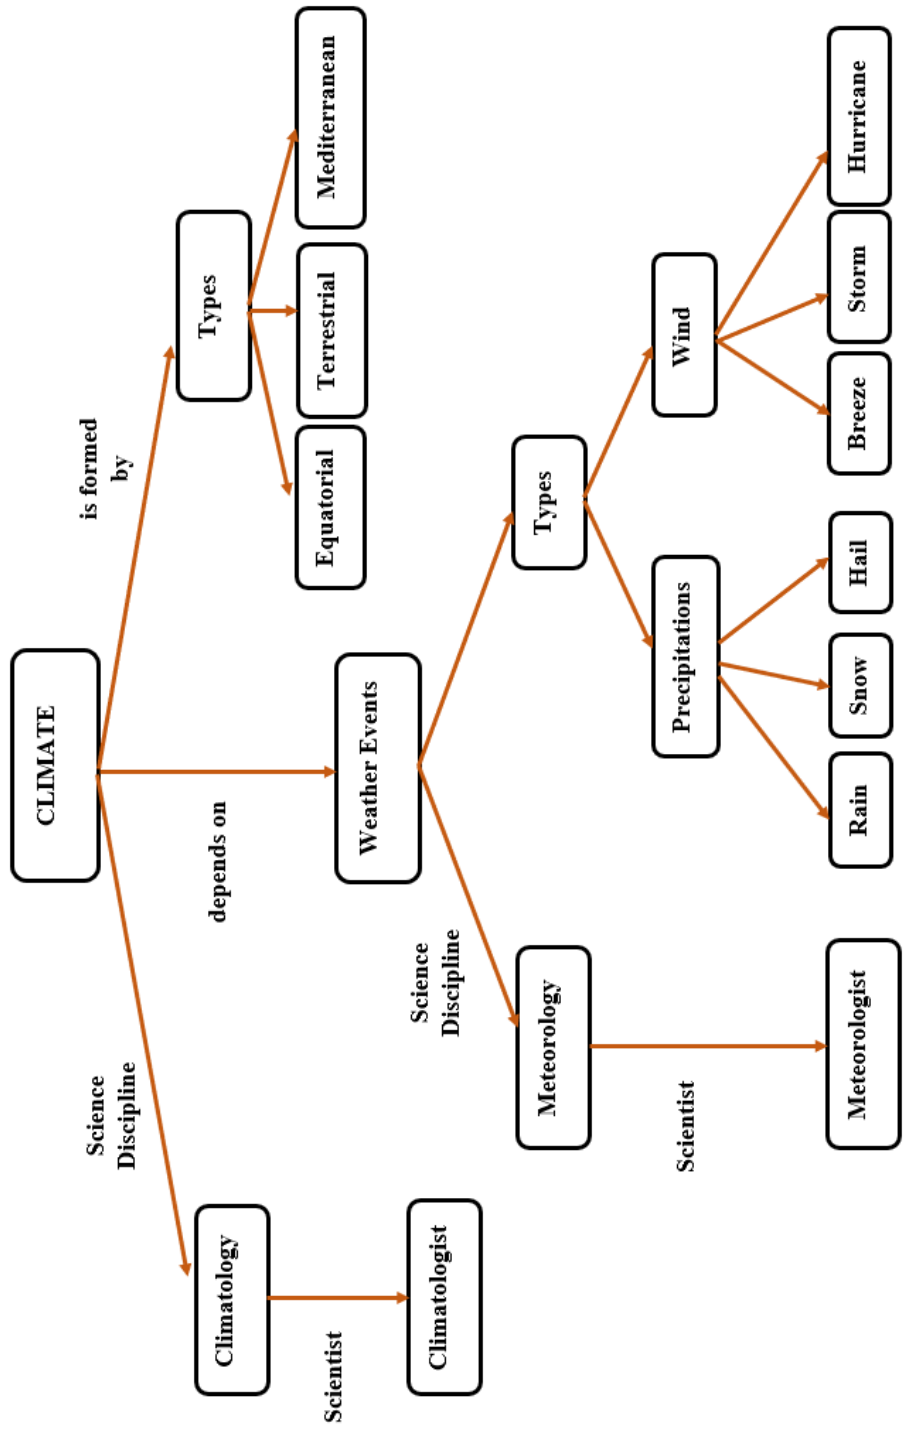 CLIMATE
Science
Discipline
depends on
is formed
by
Climatology
Weather Events
Types
Scientist
Climatologist
Equatorial
Terrestrial
Mediterranean
Science
Discipline
Meteorology
Types
Scientist
Precipitations
Wind
Meteorologist
Rain
Snow
Hail
Breeze
Storm
Hurricane